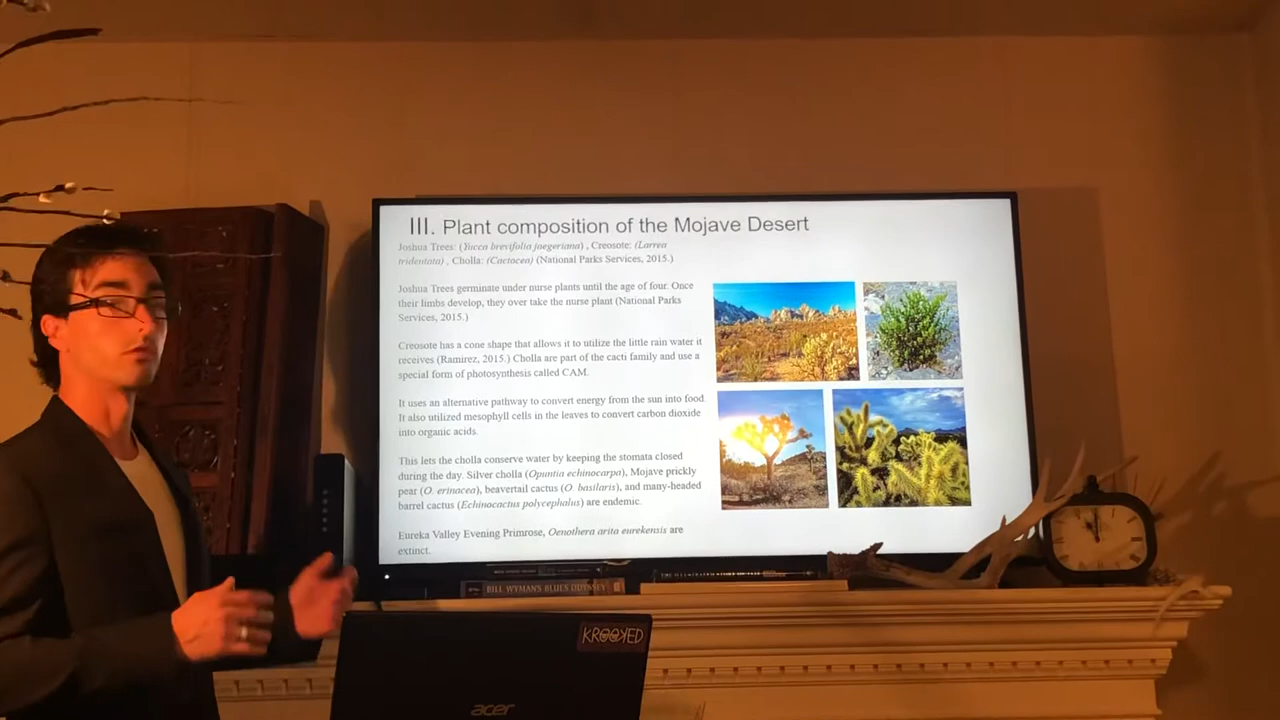 III. Plant composition of the Mojave Desert
Joshua Trees: (Yucca brevifolia jaegeriana) , Creosote: (Larrea
tridentata) , Cholla: (Cactocea) (National Parks Services, 2015.)
Joshua Trees germinate under nurse plants until the age of four. Once
their limbs develop, they over take the nurse plant (National Parks
Services, 2015.)
Creosote has a cone shape that allows it to utilize the little rain water it
receives (Ramirez, 2015.) Cholla are part of the cacti family and use a
special form of photosynthesis called CAM.
It uses an alternative pathway to convert energy from the sun into food.
It also utilized mesophyll cells in the leaves to convert carbon dioxide
into organic acids.
This lets the cholla conserve water by keeping the stomata closed
during the day. Silver cholla (Opuntia echinocarpa), Mojave prickly
pear (O. erinacea), beavertail cactus (O. basilaris), and many-headed
barrel cactus (Echinocactus polycephalus) are endemic.
Eureka Valley Evening Primrose, Oenothera arita eurekensis are
extinct.
BILL WYMAN'S BLUES ODYSSEY
KROOKED
acer